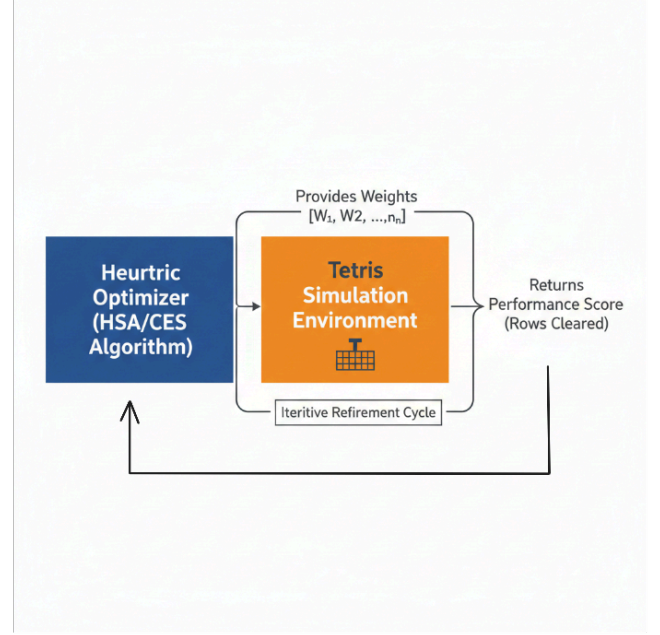 Provides Weights
[W₁, W2, ...,nₙ]
Heurtric
Optimizer
(HSA/CES
Algorithm)
Tetris
Simulation
Environment
Returns
Performance Score
(Rows Cleared)
Iteritive Refirement Cycle